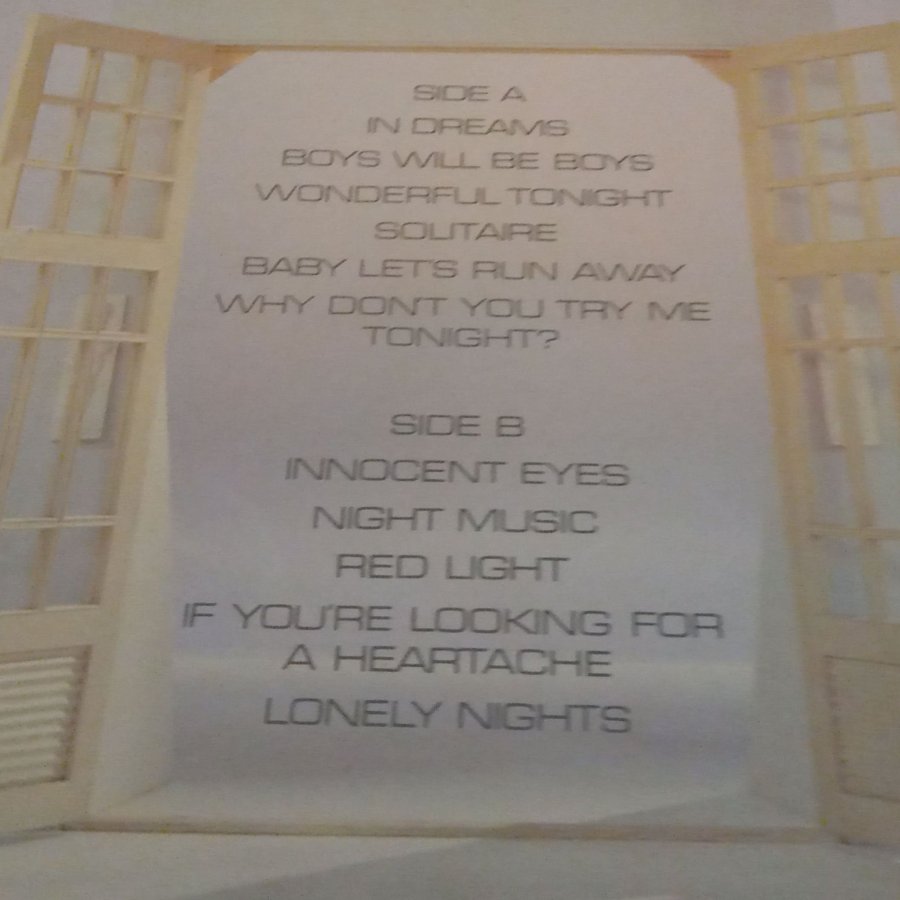 SIDE A
IN DREAMS
BOYS WILL BE BOYS
WONDERFUL TONIGHT
SOLITAIRE
BABY LET'S RUN AWAY
WHY DON'T YOU TRY ME
TONIGHT?
SIDE B
INNOCENT EYES
NIGHT MUSIC
RED LIGHT
IF YOU'RE LOOKING FOR
A HEARTACHE
LONELY NIGHTS